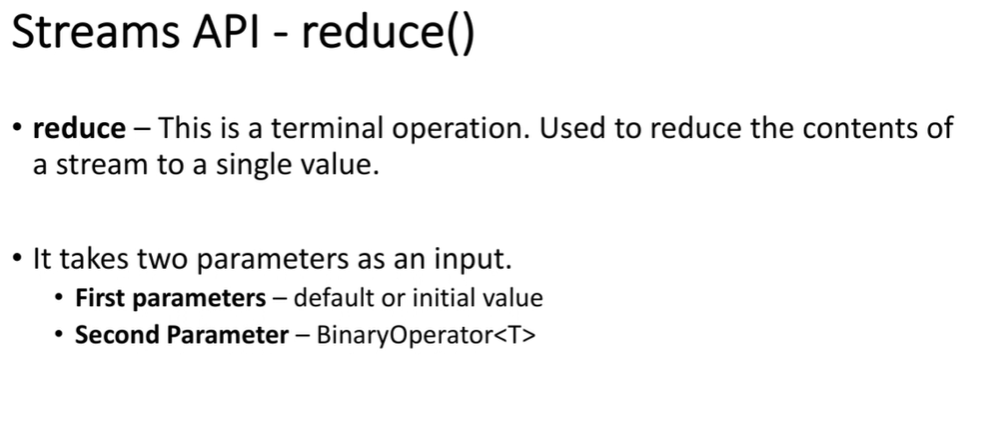 Streams API - reduce()
• reduce – This is a terminal operation. Used to reduce the contents of
a stream to a single value.
• It takes two parameters as an input.
• First parameters – default or initial value
• Second Parameter – BinaryOperator<T>